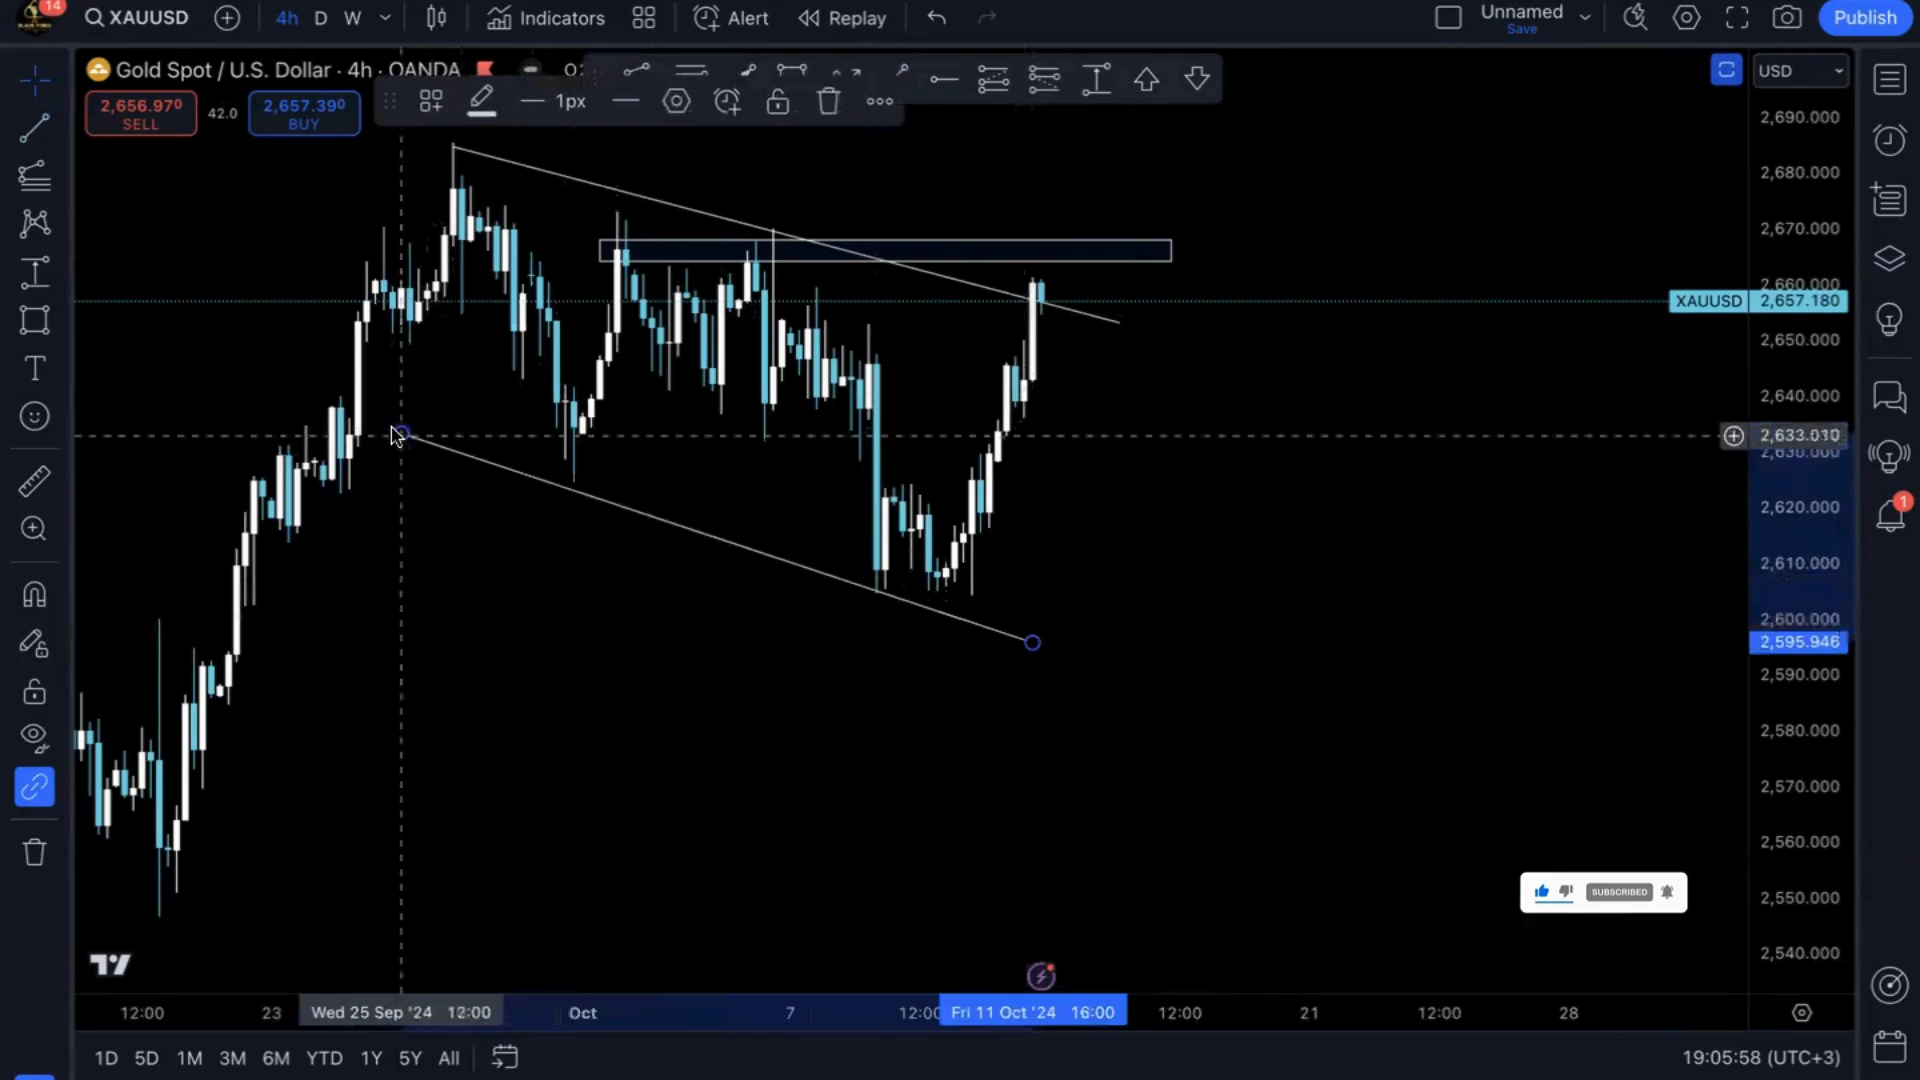 14
XAUUSD
4h
D
W
Indicators
Alert
Replay
Unnamed
Save
Publish
Gold Spot / U.S. Dollar · 4h · OANDA
USD
2,656.970
SELL
42.0
2,657.390
BUY
1px
2,690.000
2,680.000
2,670.000
2,660.000
XAUUSD 2,657.180
2,650.000
2,640.000
2,633.030
2,630.000
2,620.000
2,610.000
2,600.000
2,595.946
2,590.000
2,580.000
2,570.000
2,560.000
2,550.000
2,540.000
1
SUBSCRIBED
12:00
23
Wed 25 Sep '24 12:00
Oct
7
12:00
Fri 11 Oct '24 16:00
12:00
21
12:00
28
1D 5D 1M 3M 6M YTD 1Y 5Y All
19:05:58 (UTC+3)